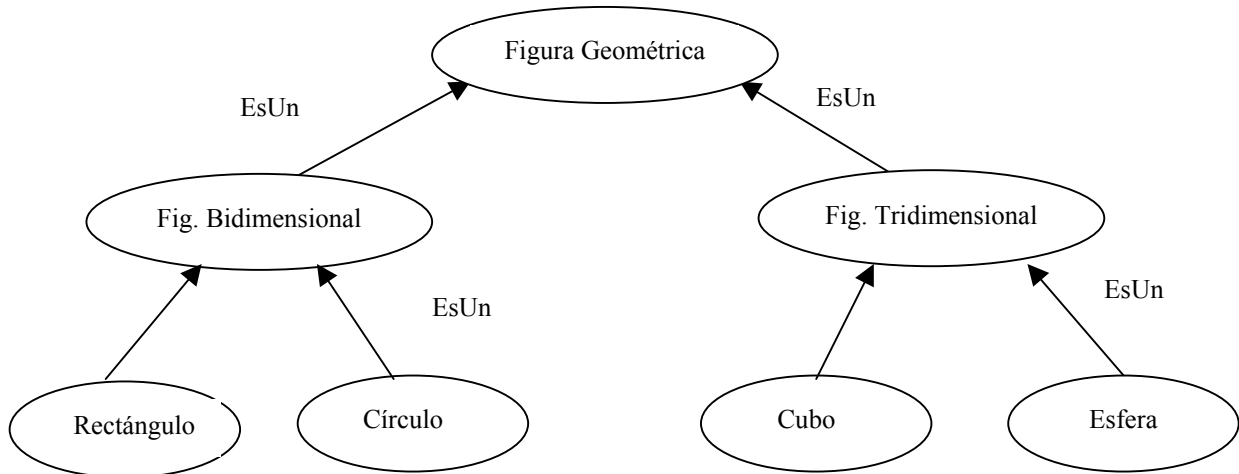 Figura Geométrica
EsUn
EsUn
Fig. Bidimensional
Fig. Tridimensional
EsUn
EsUn
Rectángulo
Círculo
Cubo
Esfera